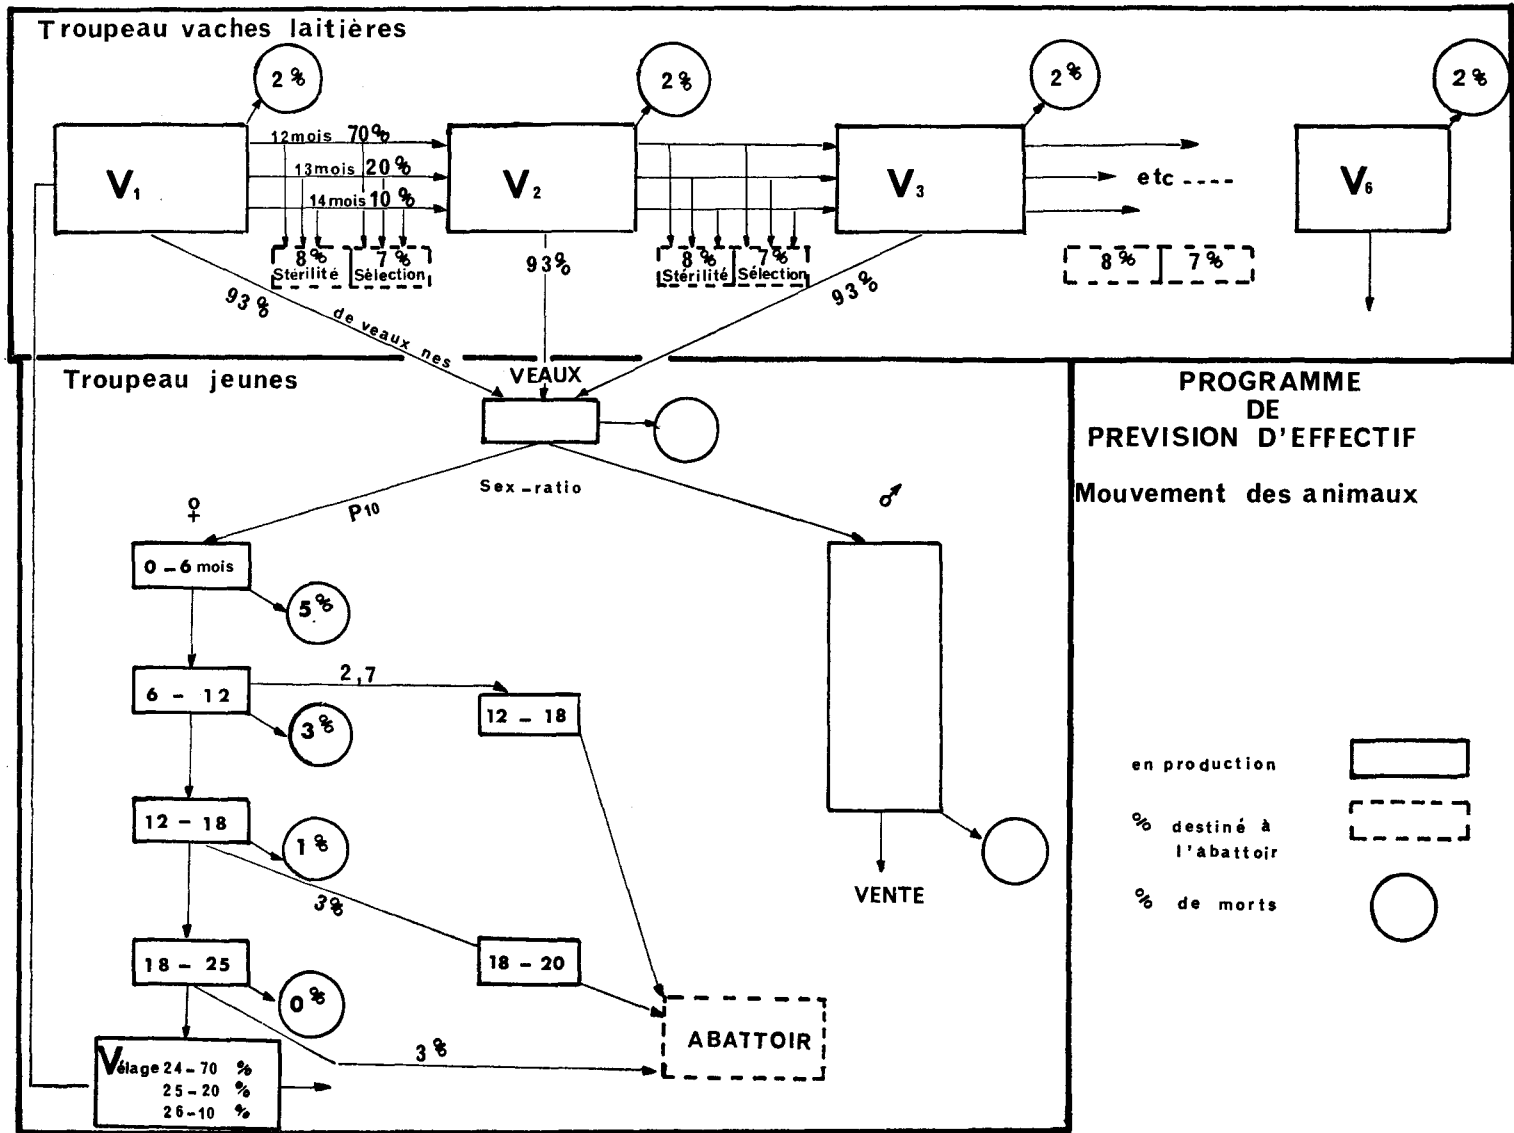 Troupeau vaches laitières
2 %
2 %
2 %
2 %
V1
12 mois 70 %
13 mois 20 %
14 mois 10 %
V2
V3
etc ----
V6
8 %
Stérilité
7 %
Sélection
93 %
8 %
Stérilité
7 %
Sélection
93 %
8 %
7 %
93 %
de veaux nes
Troupeau jeunes
VEAUX
PROGRAMME
DE
PREVISION D'EFFECTIF
Mouvement des animaux
Sex-ratio
♀
P10
♂
0 - 6 mois
5 %
6 - 12
2,7
12 - 18
3 %
12 - 18
1 %
3%
18 - 25
18 - 20
0 %
VENTE
ABATTOIR
3 %
Vélage 24-70 %
25-20 %
26-10 %
en production
% destiné à
l'abattoir
% de morts